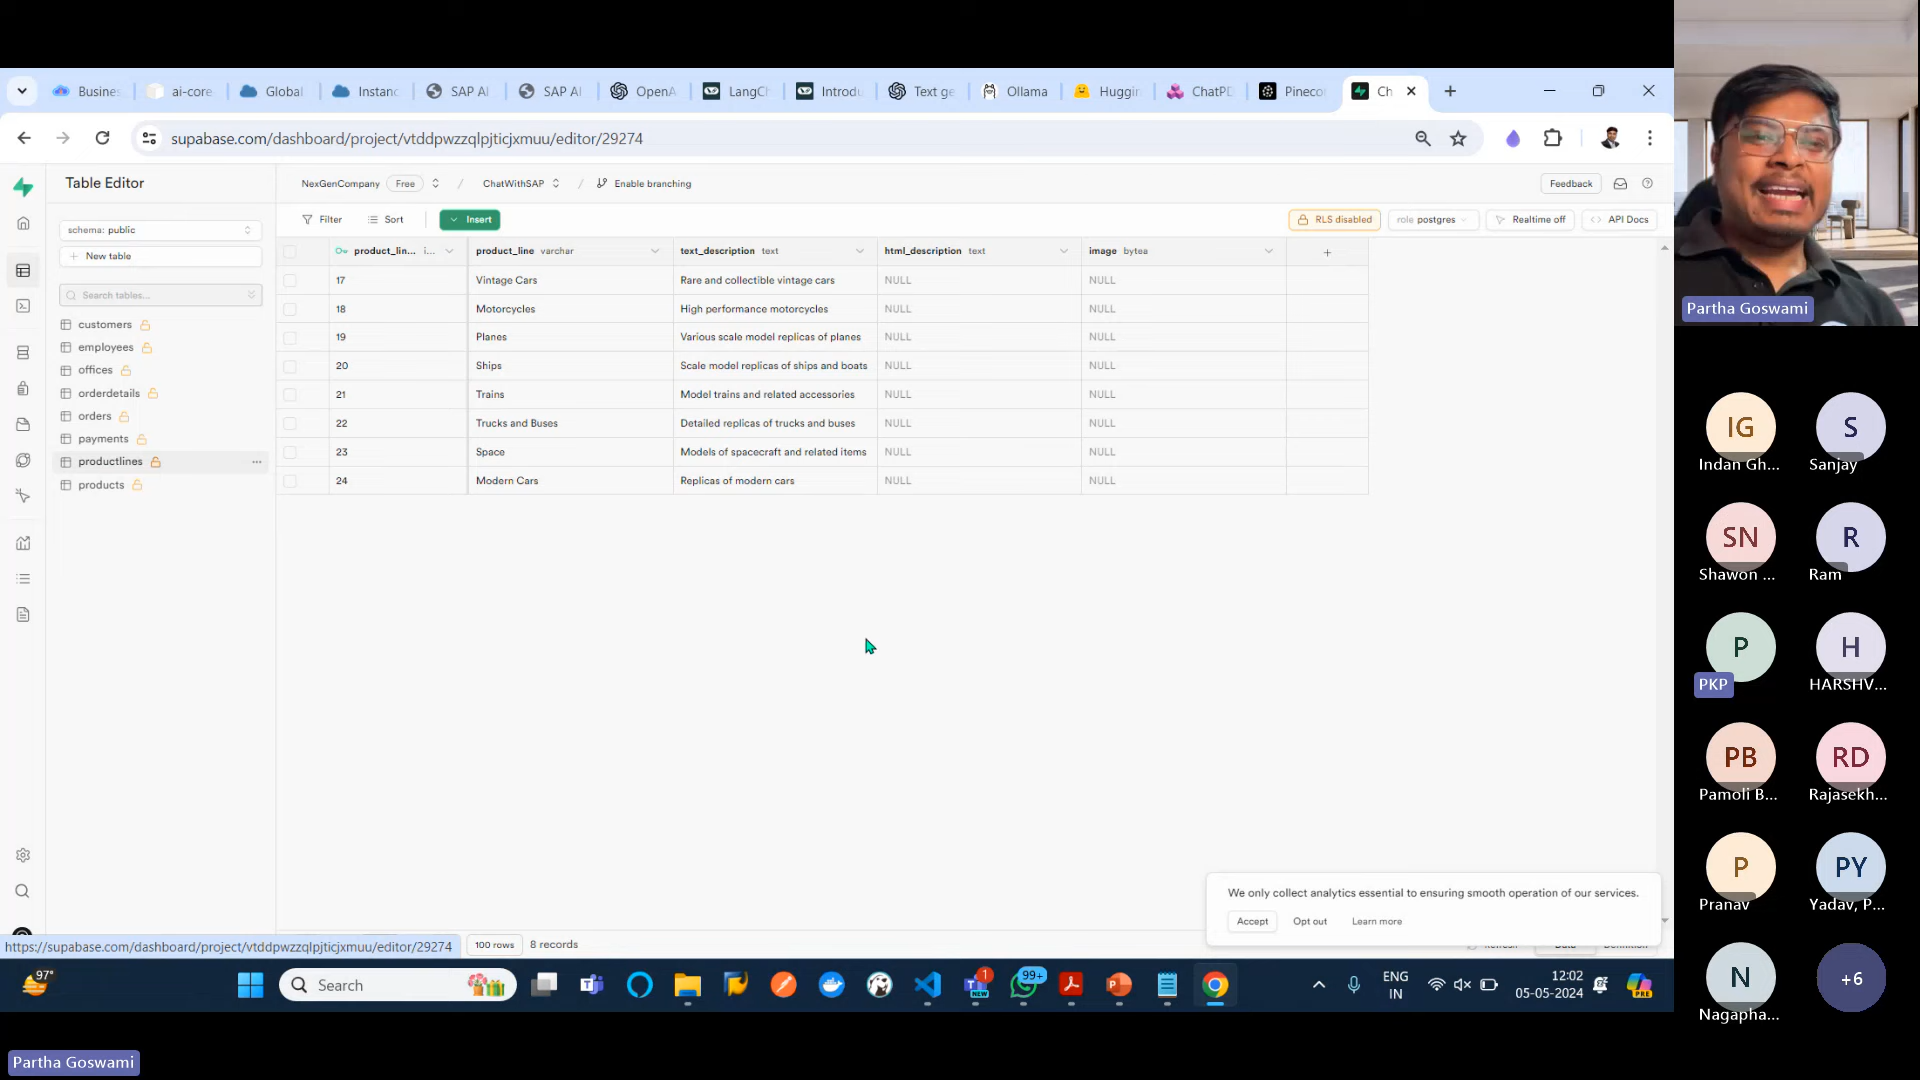 Busines
ai-core
Global
Instanc
SAP AI
SAP AI
OpenA
LangCh
Introdu
Text ge
Ollama
Huggin
ChatPD
Pineco
Ch
supabase.com/dashboard/project/vtddpwzzqlpjticjxmuu/editor/29274
Table Editor
NexGenCompany Free / ChatWithSAP / Enable branching
Feedback
schema: public
New table
Search tables...
customers
employees
offices
orderdetails
orders
payments
productlines
products
Filter
Sort
Insert
RLS disabled
role postgres
Realtime off
API Docs
product_lin... i... product_line varchar text_description text html_description text image bytea
17 Vintage Cars Rare and collectible vintage cars NULL NULL
18 Motorcycles High performance motorcycles NULL NULL
19 Planes Various scale model replicas of planes NULL NULL
20 Ships Scale model replicas of ships and boats NULL NULL
21 Trains Model trains and related accessories NULL NULL
22 Trucks and Buses Detailed replicas of trucks and buses NULL NULL
23 Space Models of spacecraft and related items NULL NULL
24 Modern Cars Replicas of modern cars NULL NULL
We only collect analytics essential to ensuring smooth operation of our services.
Accept
Opt out
Learn more
https://supabase.com/dashboard/project/vtddpwzzqlpjticjxmuu/editor/29274
100 rows
8 records
97°
Search
NEW
1
99+
ENG
IN
12:02
05-05-2024
PRE
Partha Goswami
IG
Indan Gh...
S
Sanjay
SN
Shawon ...
R
Ram
P
PKP
H
HARSHV...
PB
Pamoli B...
RD
Rajasekh...
P
Pranav
PY
Yadav, P...
N
Nagapha...
+6
Partha Goswami